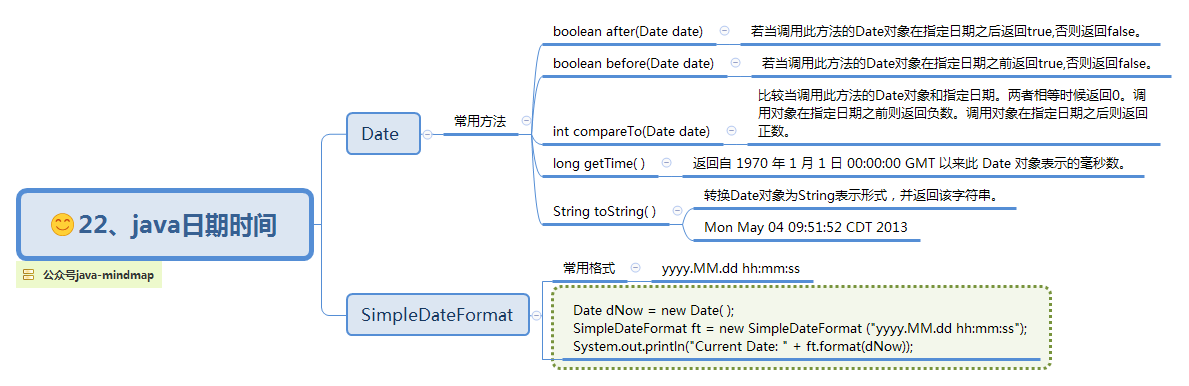 22、java日期时间
公众号java-mindmap
Date
常用方法
boolean after(Date date)
若当调用此方法的Date对象在指定日期之后返回true,否则返回false。
boolean before(Date date)
若当调用此方法的Date对象在指定日期之前返回true,否则返回false。
int compareTo(Date date)
比较当调用此方法的Date对象和指定日期。两者相等时候返回0。调
用对象在指定日期之前则返回负数。调用对象在指定日期之后则返回
正数。
long getTime( )
返回自 1970 年 1 月 1 日 00:00:00 GMT 以来此 Date 对象表示的毫秒数。
String toString( )
转换Date对象为String表示形式，并返回该字符串。
Mon May 04 09:51:52 CDT 2013
SimpleDateFormat
常用格式
yyyy.MM.dd hh:mm:ss
Date dNow = new Date( );
SimpleDateFormat ft = new SimpleDateFormat ("yyyy.MM.dd hh:mm:ss");
System.out.println("Current Date: " + ft.format(dNow));